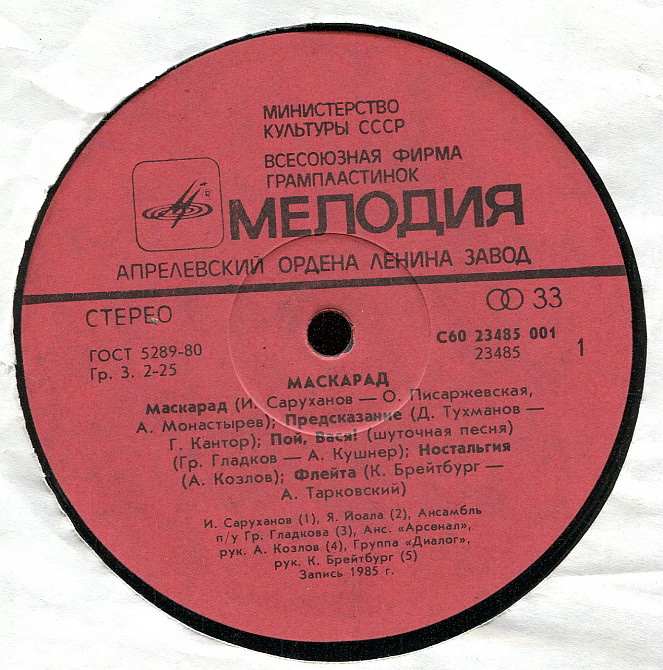 МИНИСТЕРСТВО
КУЛЬТУРЫ СССР
ВСЕСОЮЗНАЯ ФИРМА
ГРАМПЛАСТИНОК
МЕЛОДИЯ
АПРЕЛЕВСКИЙ ОРДЕНА ЛЕНИНА ЗАВОД
СТЕРЕО
33
ГОСТ 5289-80
Гр. 3. 2-25
С60 23485 001
23485
1
МАСКАРАД
Маскарад (И. Саруханов — О. Писаржевская,
А. Монастырев); Предсказание (Д. Тухманов —
Г. Кантор); Пой, Вася! (шуточная песня)
(Гр. Гладков — А. Кушнер); Ностальгия
(А. Козлов); Флейта (К. Брейтбург —
А. Тарковский)
И. Саруханов (1), Я. Йоала (2), Ансамбль
п/у Гр. Гладкова (3), Анс. «Арсенал»,
рук. А. Козлов (4), Группа «Диалог»,
рук. К. Брейтбург (5)
Запись 1985 г.